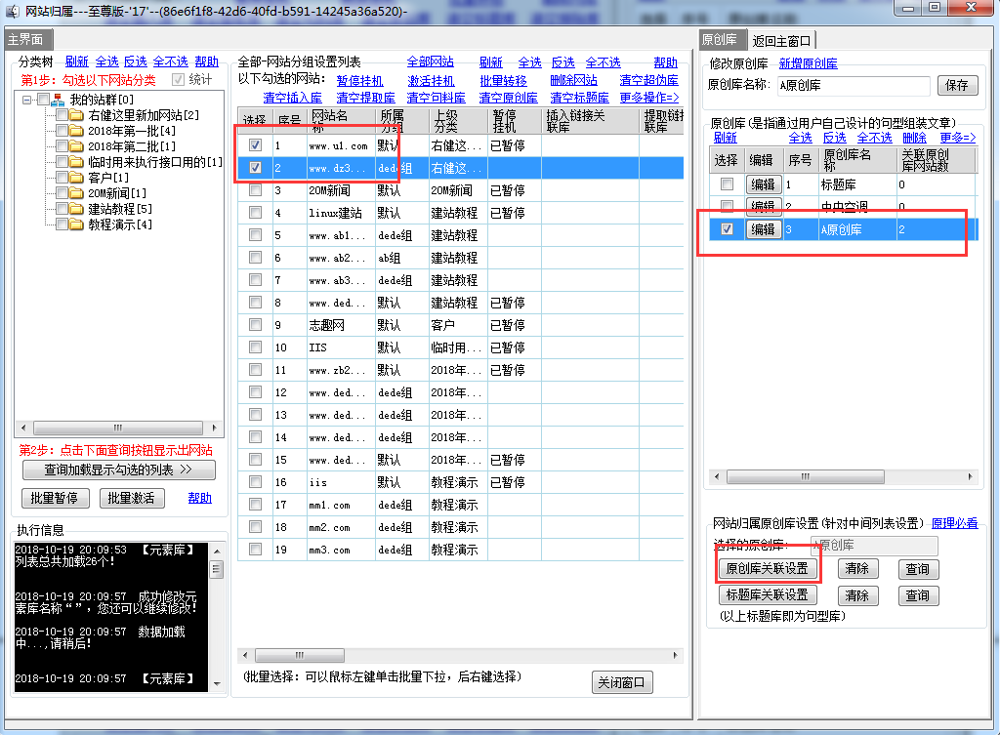 网站归属---至尊版-'17'--(86e6f1f8-42d6-40fd-b591-14245a36a520)-
主界面
分类树 刷新 全选 反选 全不选 帮助
第1步：勾选以下网站分类 统计
我的站群[0]
右健这里新加网站[2]
2018年第一批[4]
2018年第二批[1]
临时用来执行接口用的[1]
客户[1]
20M新闻[1]
建站教程[5]
教程演示[4]
第2步：点击下面查询按钮显示出网站
查询加载显示勾选的列表 >>
批量暂停 批量激活 帮助
执行信息
2018-10-19 20:09:53 【元素库】
列表总共加载26个！
2018-10-19 20:09:57 成功修改元
素库名称“ ”，您还可以继续修改！
2018-10-19 20:09:57 数据加载
中...,请稍后！
2018-10-19 20:09:57 【元素库】
全部-网站分组设置列表 全部网站 刷新 全选 反选 全不选 帮助
以下勾选的网站： 暂停挂机 激活挂机 批量转移 删除网站 清空超伪库
清空插入库 清空提取库 清空问料库 清空原创库 清空标题库 更多操作=>
选择 序号 网站名称 所属分组 上级分类 暂停挂机 插入链接关联库 提取链接联库
1 www.u1.com 默认 右健这... 已暂停
2 www.dz3... dede组 右健这...
3 20M新闻 默认 20M新闻 已暂停
4 linux建站 默认 建站教程 已暂停
5 www.ab1... dede组 建站教程
6 www.ab2... ab组 建站教程
7 www.ab3... dede组 建站教程
8 www.ded... 默认 建站教程 已暂停
9 志趣网 默认 客户 已暂停
10 IIS 默认 临时用... 已暂停
11 www.zb2... 默认 2018年... 已暂停
12 www.ded... dede组 2018年...
13 www.ded... dede组 2018年...
14 www.ded... dede组 2018年...
15 www.ded... 默认 2018年... 已暂停
16 iis 默认 教程演示 已暂停
17 mm1.com dede组 教程演示
18 mm2.com dede组 教程演示
19 mm3.com dede组 教程演示
(批量选择：可以鼠标左键单击批量下拉，后右键选择)
关闭窗口
原创库 返回主窗口
修改原创库 新增原创库
原创库名称： A原创库 保存
原创库(是指通过用户自己设计的句型组装文章)
刷新 全选 反选 全不选 删除 更多=>
选择 编辑 序号 原创库名称 关联原创库网站数
编辑 1 标题库 0
编辑 2 中央空调 0
编辑 3 A原创库 2
网站归属原创库设置(针对中间列表设置) 原理必看
选择的原创库： A原创库
原创库关联设置 清除 查询
标题库关联设置 清除 查询
(以上标题库即为句型库)